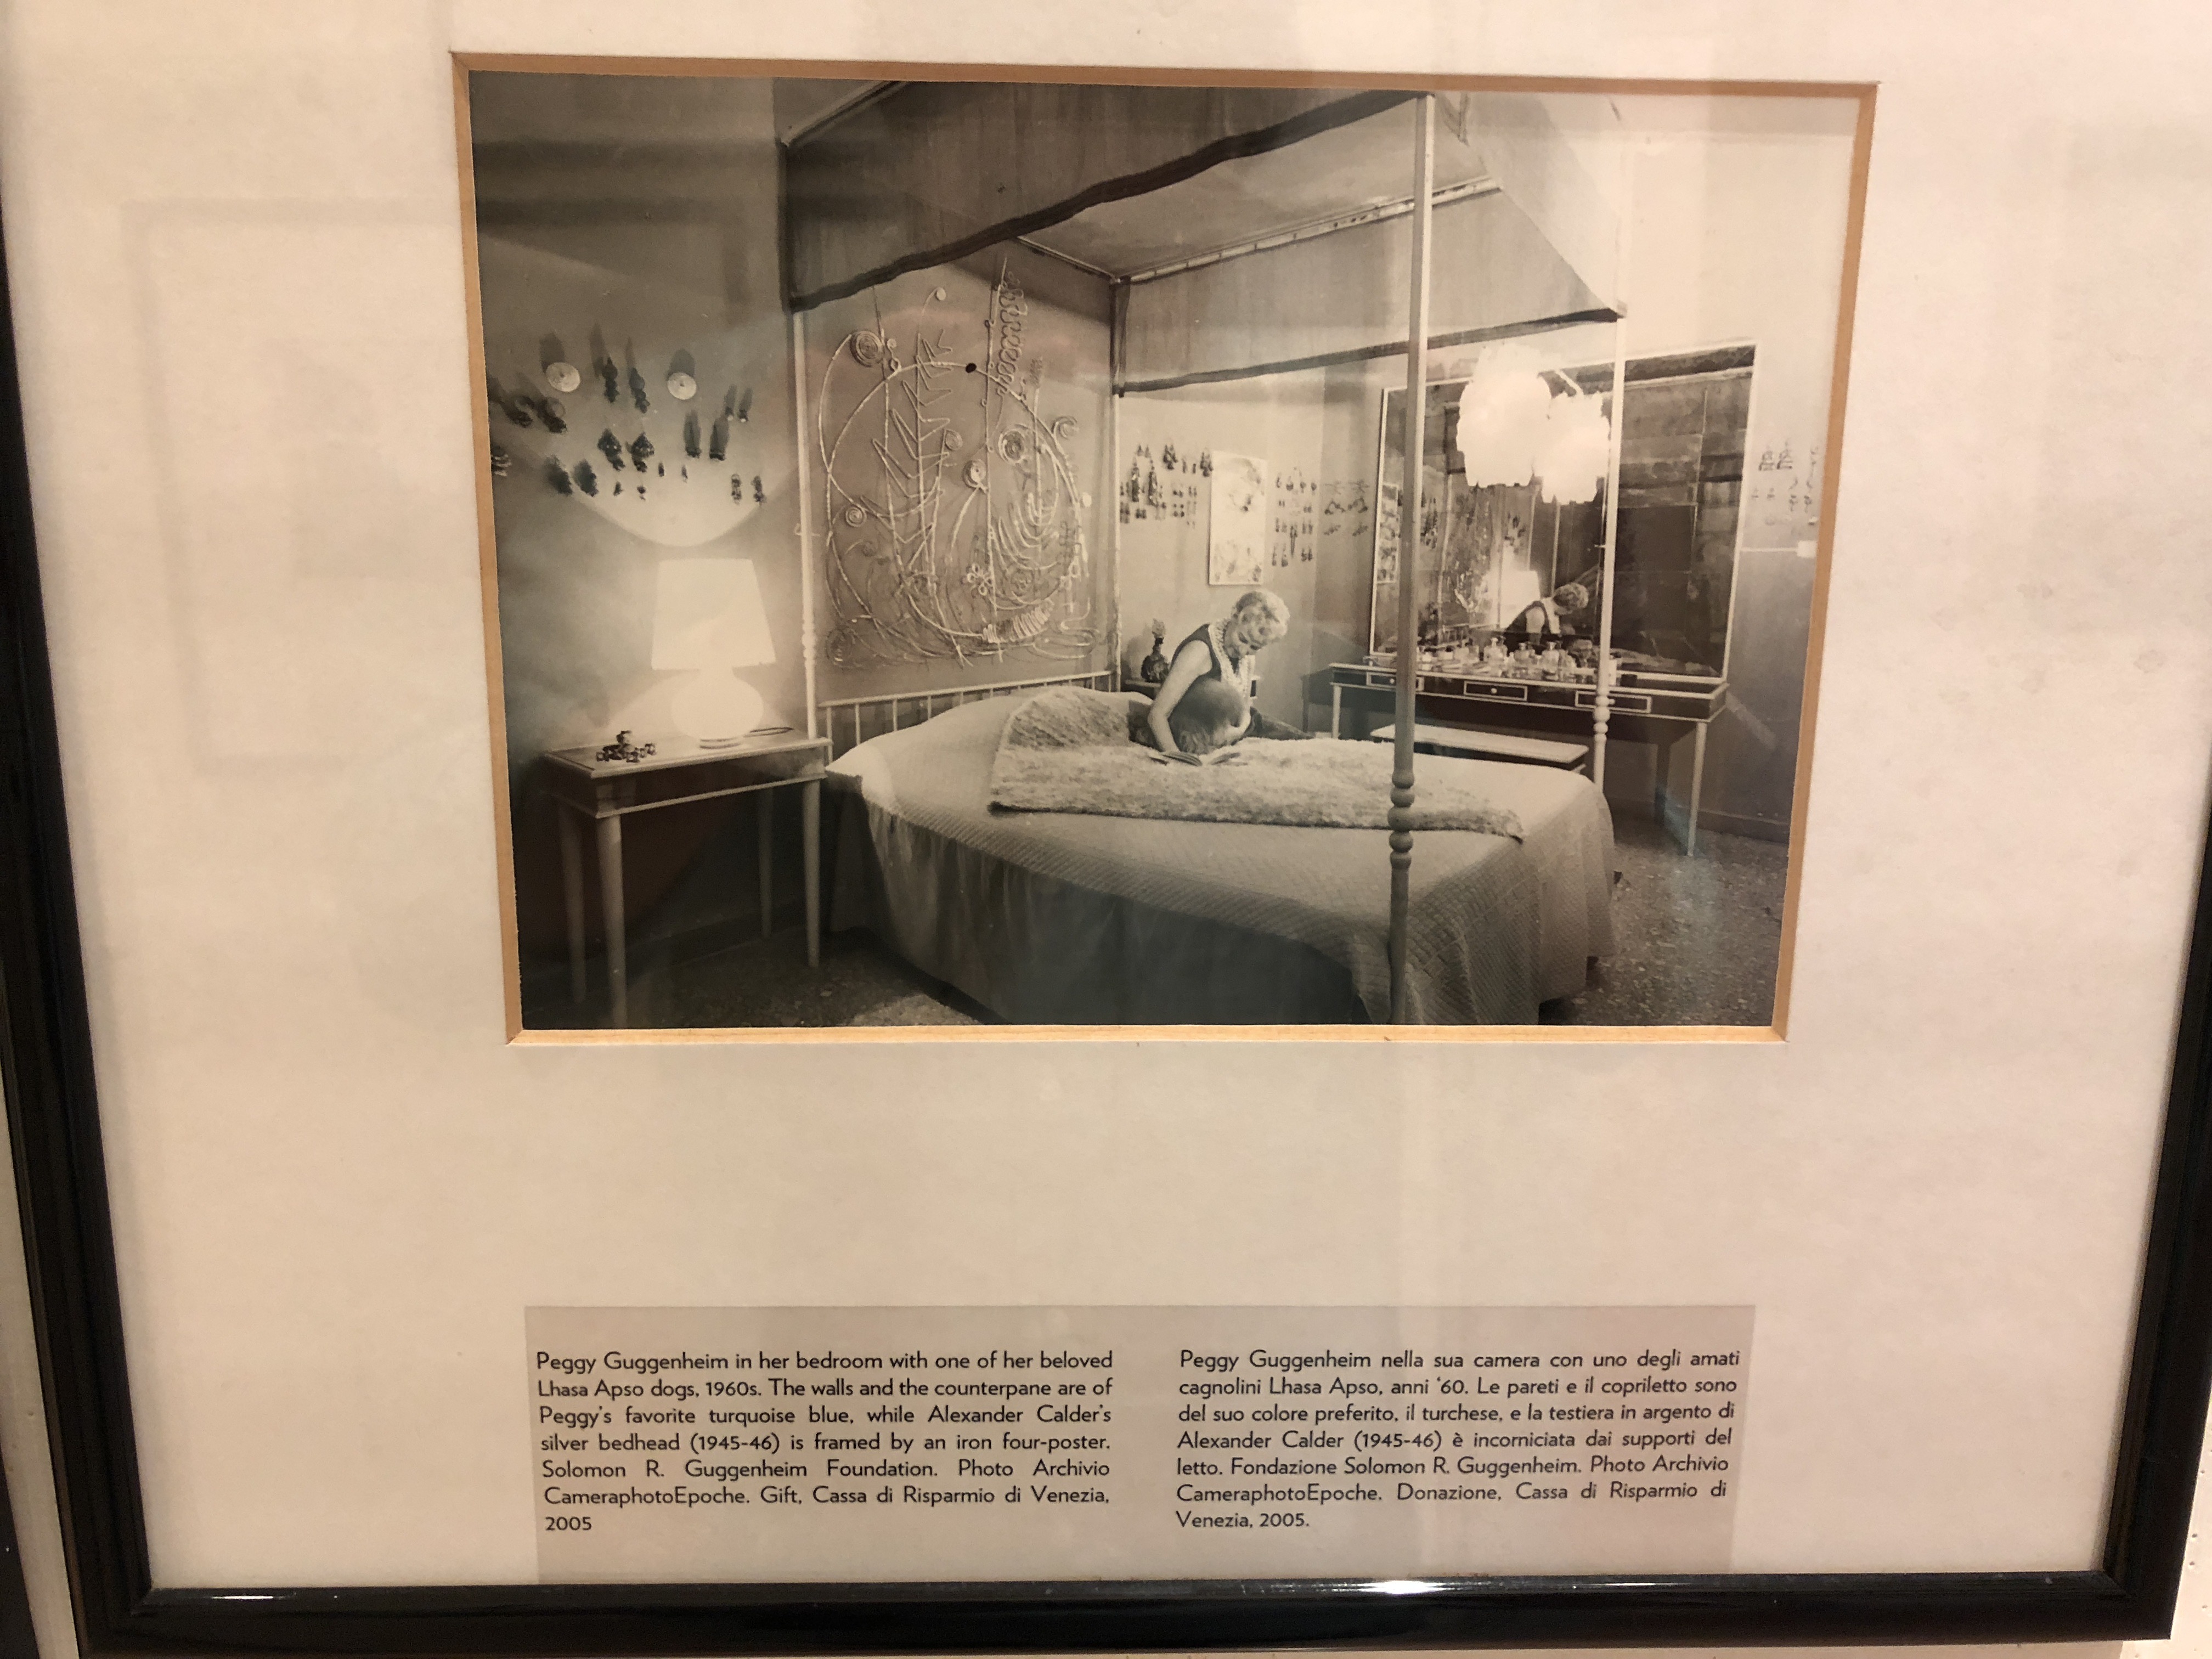 Peggy Guggenheim in her bedroom with one of her beloved
Lhasa Apso dogs, 1960s. The walls and the counterpane are of
Peggy's favorite turquoise blue, while Alexander Calder's
silver bedhead (1945-46) is framed by an iron four-poster.
Solomon R. Guggenheim Foundation. Photo Archivio
CameraphotoEpoche. Gift, Cassa di Risparmio di Venezia,
2005
Peggy Guggenheim nella sua camera con uno degli amati
cagnolini Lhasa Apso, anni '60. Le pareti e il copriletto sono
del suo colore preferito, il turchese, e la testiera in argento di
Alexander Calder (1945-46) è incorniciata dai supporti del
letto. Fondazione Solomon R. Guggenheim. Photo Archivio
CameraphotoEpoche. Donazione, Cassa di Risparmio di
Venezia, 2005.